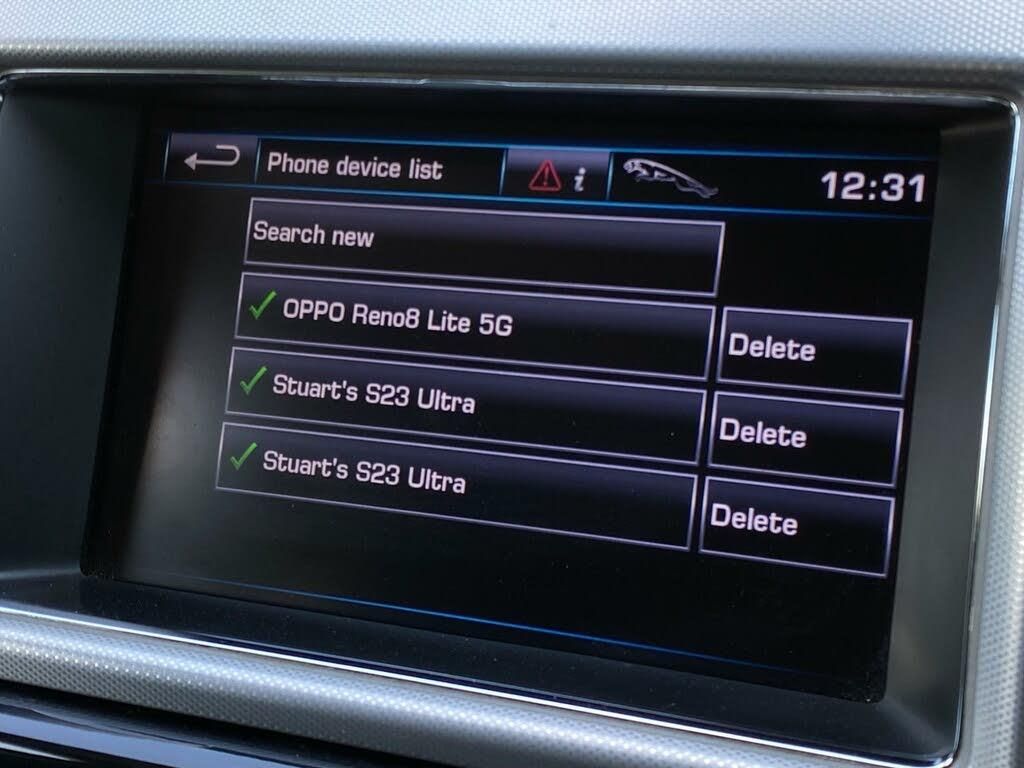 Phone device list
i
12:31
Search new
OPPO Reno8 Lite 5G
Delete
Stuart's S23 Ultra
Delete
Stuart's S23 Ultra
Delete